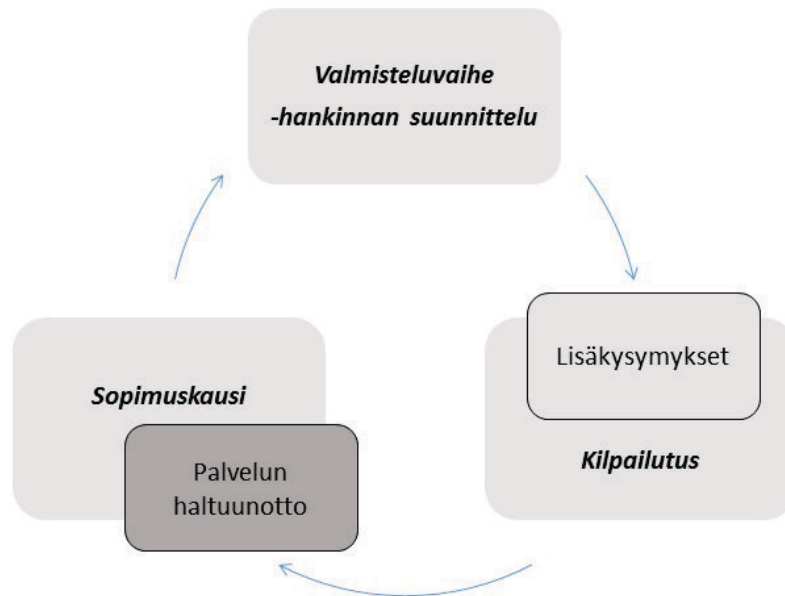 Valmisteluvaihe
-hankinnan suunnittelu
Lisäkysymykset
Kilpailutus
Sopimuskausi
Palvelun
haltuunotto